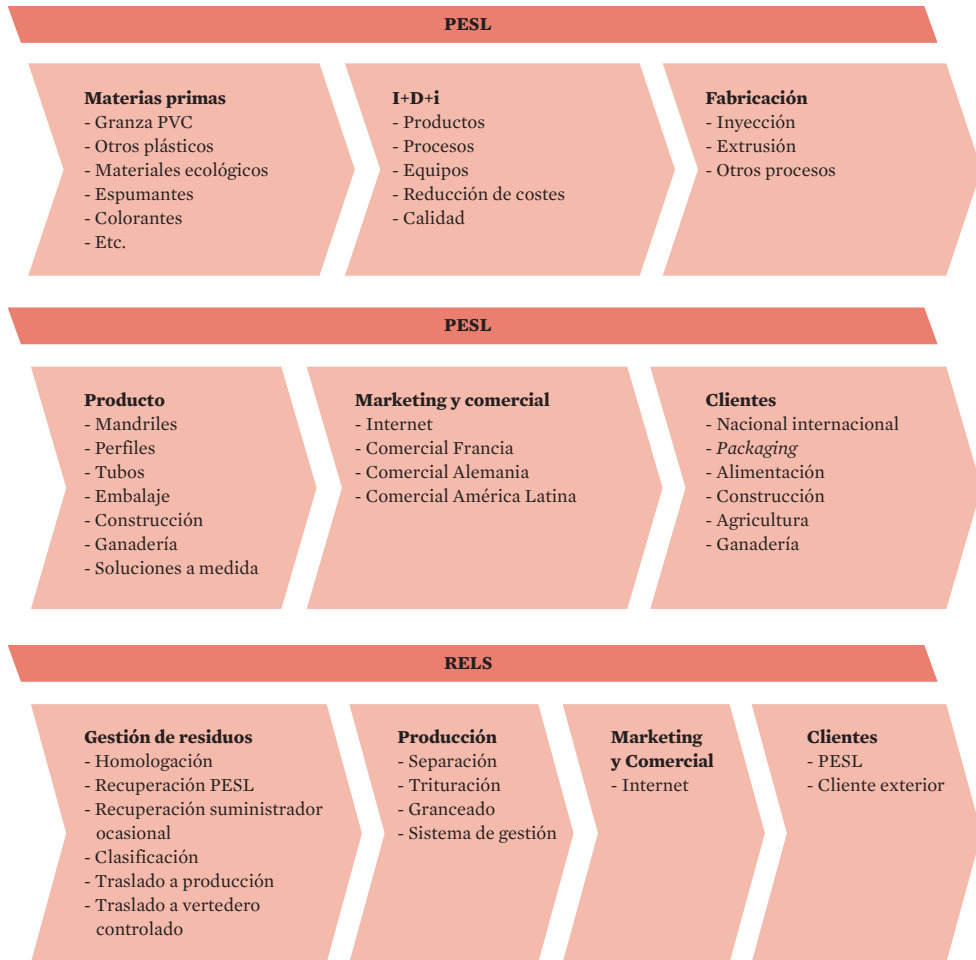 PESL
Materias primas
- Granza PVC
- Otros plásticos
- Materiales ecológicos
- Espumantes
- Colorantes
- Etc.
I+D+i
- Productos
- Procesos
- Equipos
- Reducción de costes
- Calidad
Fabricación
- Inyección
- Extrusión
- Otros procesos
PESL
Producto
- Mandriles
- Perfiles
- Tubos
- Embalaje
- Construcción
- Ganadería
- Soluciones a medida
Marketing y comercial
- Internet
- Comercial Francia
- Comercial Alemania
- Comercial América Latina
Clientes
- Nacional internacional
- Packaging
- Alimentación
- Construcción
- Agricultura
- Ganadería
RELS
Gestión de residuos
- Homologación
- Recuperación PESL
- Recuperación suministrador
ocasional
- Clasificación
- Traslado a producción
- Traslado a vertedero
controlado
Producción
- Separación
- Trituración
- Granceado
- Sistema de gestión
Marketing
y Comercial
- Internet
Clientes
- PESL
- Cliente exterior